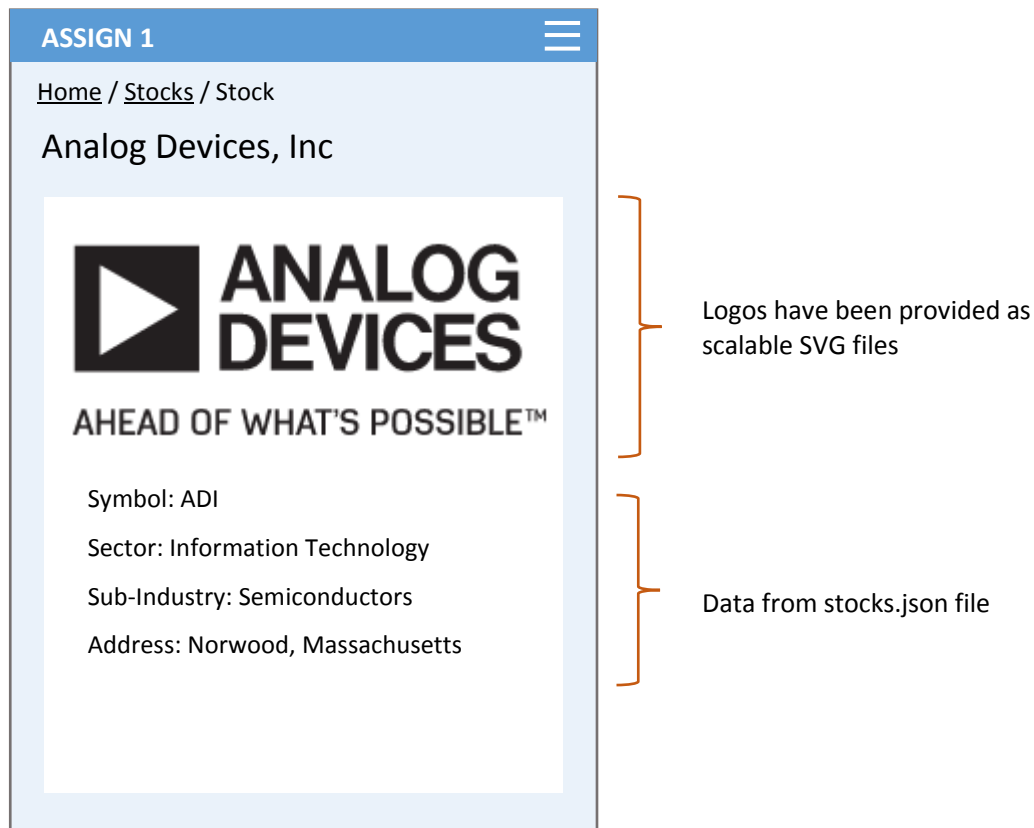 ASSIGN 1
Home / Stocks / Stock
Analog Devices, Inc
ANALOG
DEVICES
AHEAD OF WHAT'S POSSIBLE™
Logos have been provided as
scalable SVG files
Symbol: ADI
Sector: Information Technology
Sub-Industry: Semiconductors
Address: Norwood, Massachusetts
Data from stocks.json file